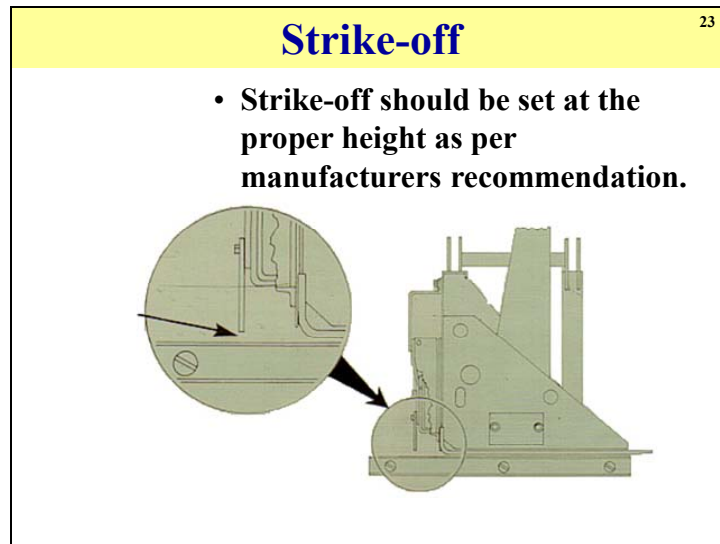 23
Strike-off
• Strike-off should be set at the
proper height as per
manufacturers recommendation.